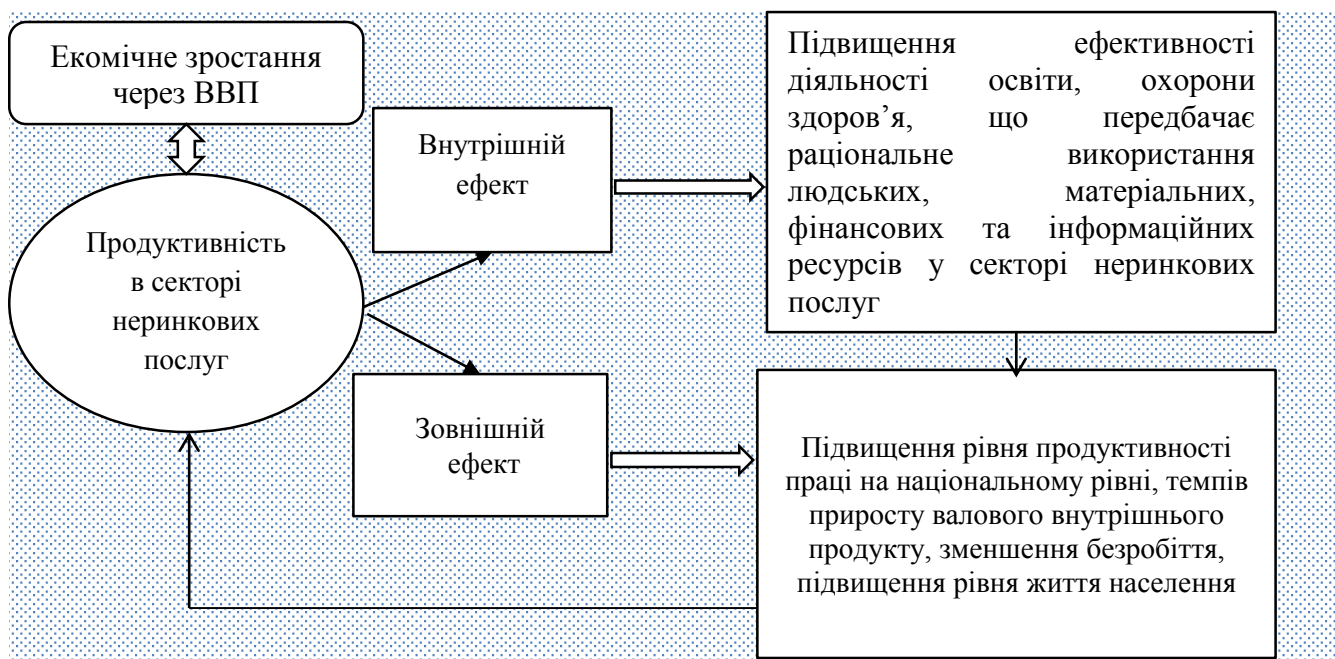 Екомічне зростання
через ВВП
Продуктивність
в секторі
неринкових
послуг
Внутрішній
ефект
Зовнішній
ефект
Підвищення ефективності
діяльності освіти, охорони
здоров’я, що передбачає
раціональне використання
людських, матеріальних,
фінансових та інформаційних
ресурсів у секторі неринкових
послуг
Підвищення рівня продуктивності
праці на національному рівні, темпів
приросту валового внутрішнього
продукту, зменшення безробіття,
підвищення рівня життя населення